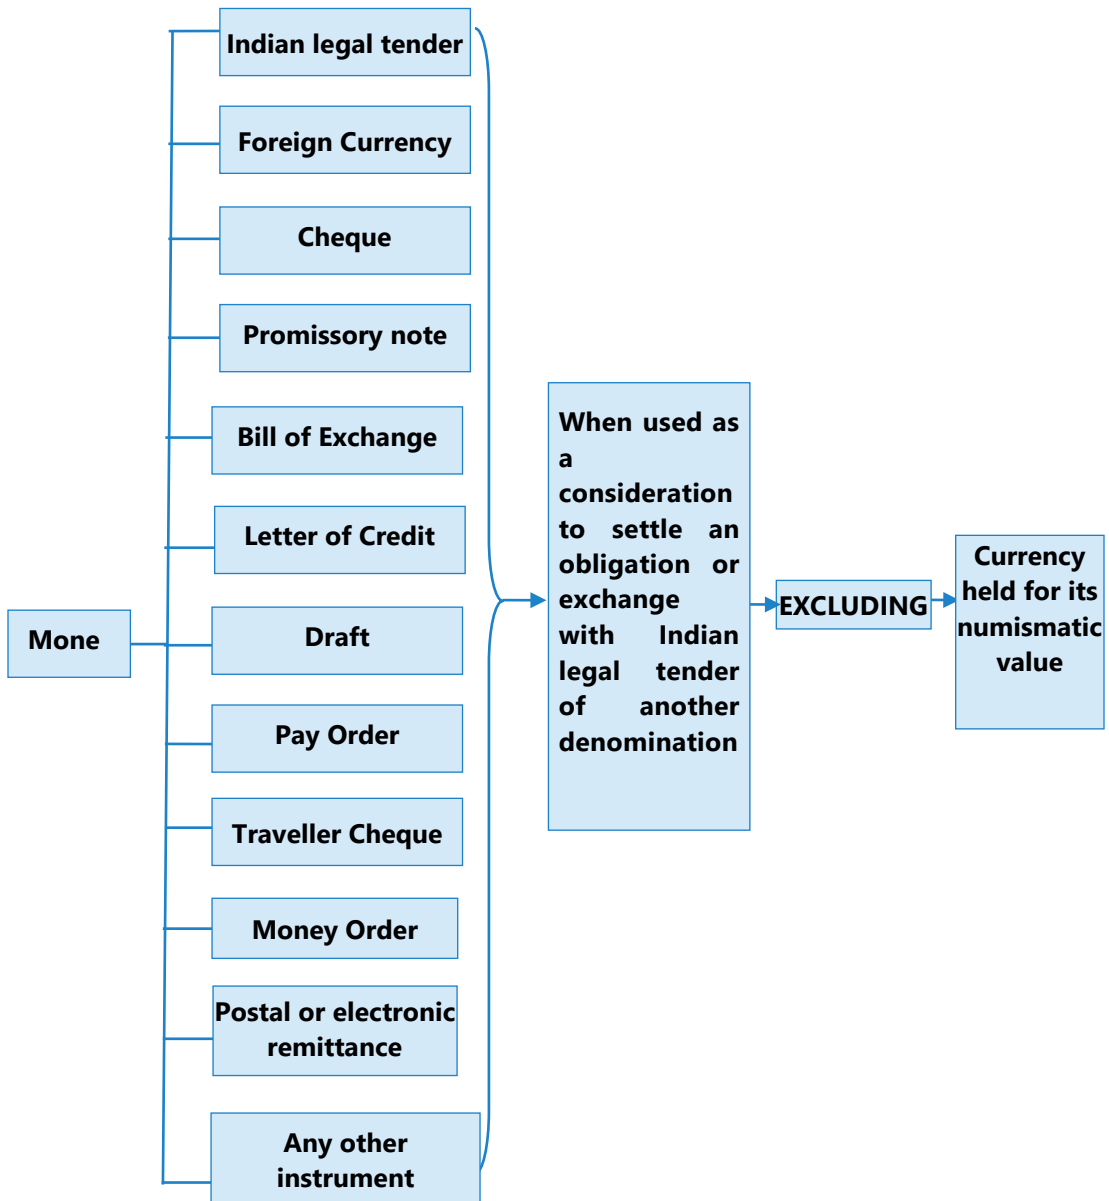 Indian legal tender
Foreign Currency
Cheque
Promissory note
Bill of Exchange
Letter of Credit
Mone
Draft
Pay Order
Traveller Cheque
Money Order
Postal or electronic
remittance
Any other
instrument
When used as
a
consideration
to settle an
obligation or
exchange
with Indian
legal tender
of another
denomination
EXCLUDING
Currency
held for its
numismatic
value